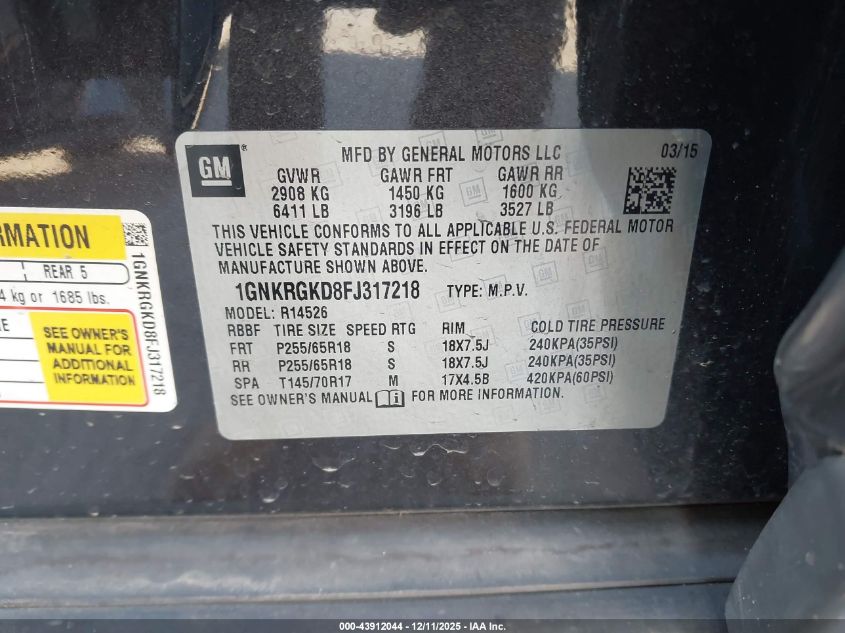 GM
MFD BY GENERAL MOTORS LLC 03/15
GVWR GAWR FRT GAWR RR
2908 KG 1450 KG 1600 KG
6411 LB 3196 LB 3527 LB
THIS VEHICLE CONFORMS TO ALL APPLICABLE U.S. FEDERAL MOTOR
VEHICLE SAFETY STANDARDS IN EFFECT ON THE DATE OF
MANUFACTURE SHOWN ABOVE.
1GNKRGKD8FJ317218 TYPE: M.P.V.
MODEL: R14526
RBBF TIRE SIZE SPEED RTG RIM COLD TIRE PRESSURE
FRT P255/65R18 S 18X7.5J 240KPA(35PSI)
RR P255/65R18 S 18X7.5J 240KPA(35PSI)
SPA T145/70R17 M 17X4.5B 420KPA(60PSI)
SEE OWNER'S MANUAL i FOR MORE INFORMATION.
REAR 5
kg or 1685 lbs.
SEE OWNER'S
MANUAL FOR
ADDITIONAL
INFORMATION
1GNKRGKD8FJ317218
000-43912044 - 12/11/2025 - IAA Inc.